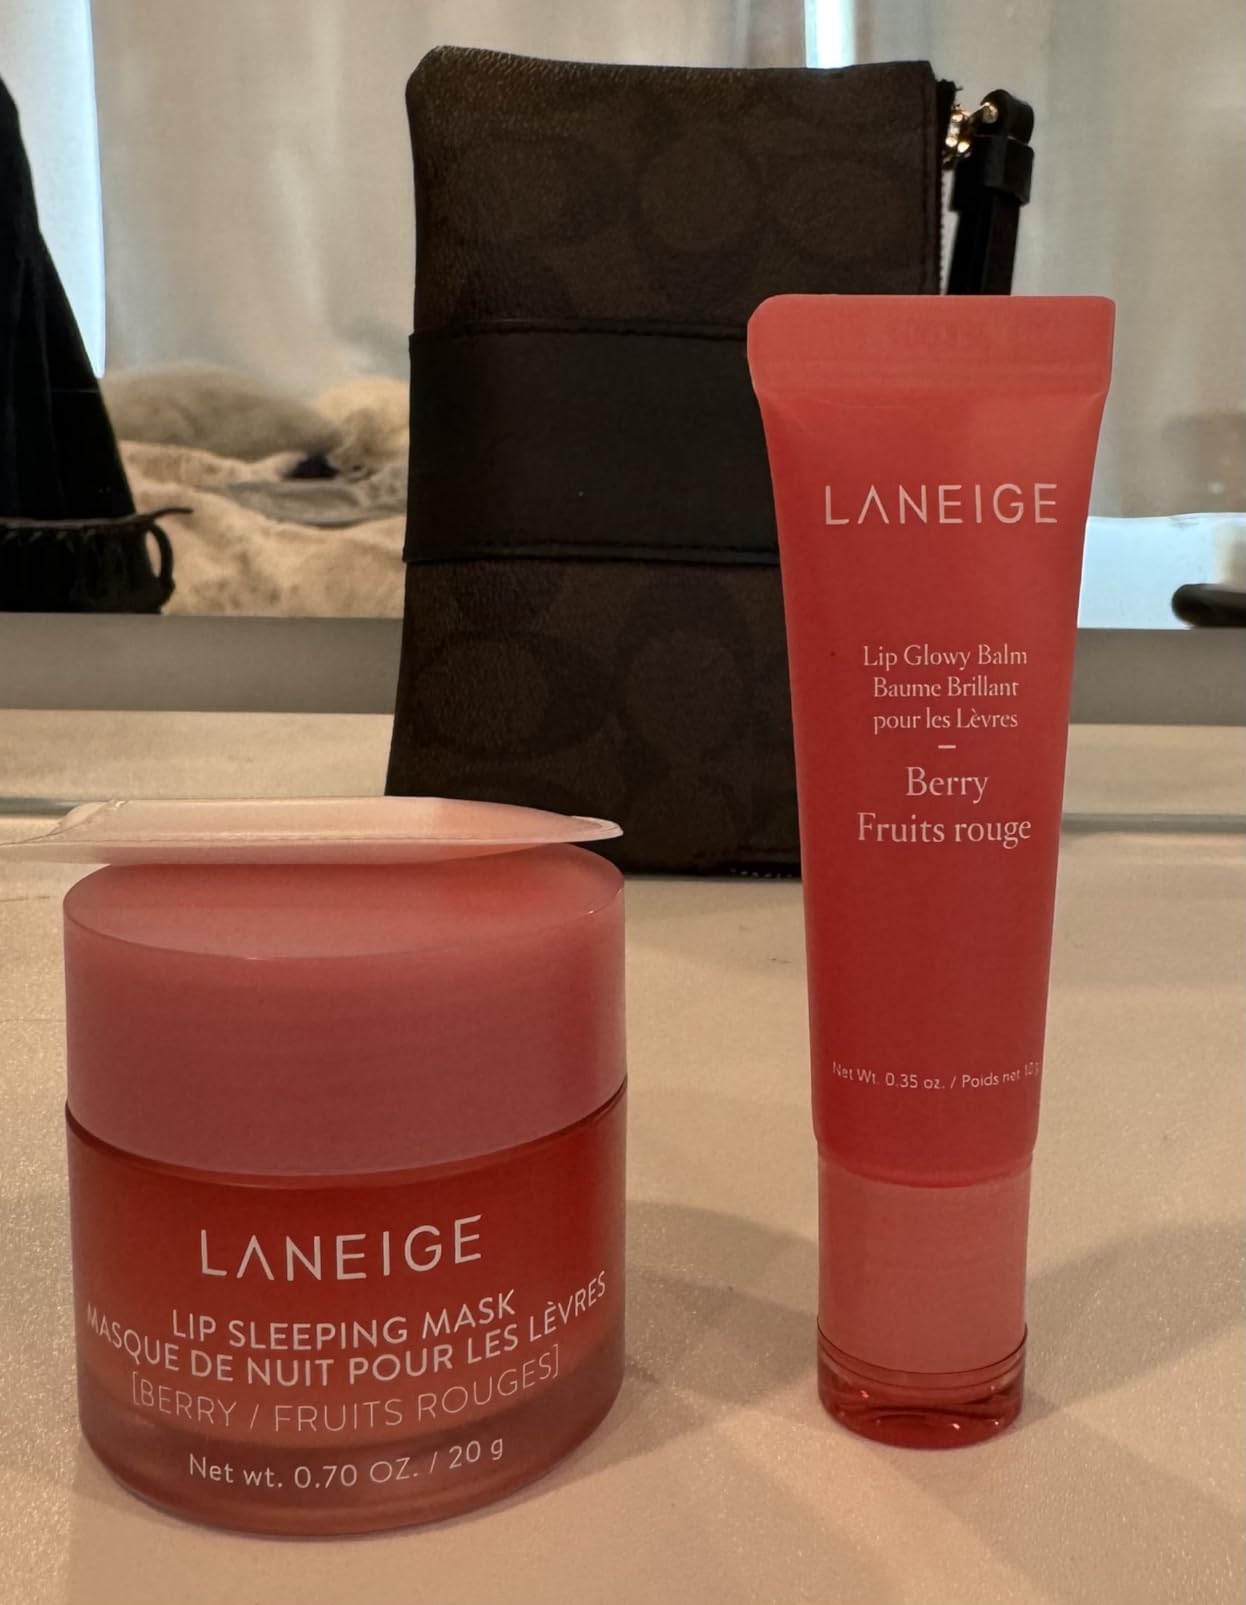 LANEIGE
LIP SLEEPING MASK
MASQUE DE NUIT POUR LES LÈVRES
[BERRY / FRUITS ROUGES]
Net wt. 0.70 OZ. / 20 g
LANEIGE
Lip Glowy Balm
Baume Brillant
pour les Lèvres
Berry
Fruits rouge
Net Wt. 0.35 oz. / Poids net 10 g